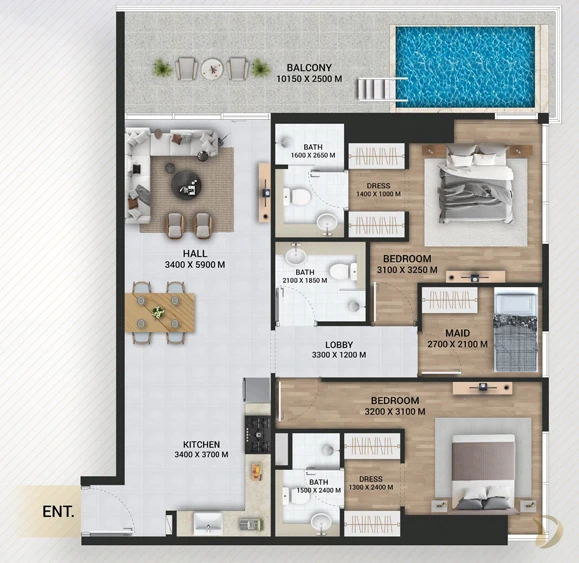 BALCONY
10150 X 2500 M
BATH
1600 X 2650 M
DRESS
1400 X 1000 M
HALL
3400 X 5900 M
BEDROOM
3100 X 3250 M
BATH
2100 X 1850 M
MAID
2700 X 2100 M
LOBBY
3300 X 1200 M
BEDROOM
3200 X 3100 M
KITCHEN
3400 X 3700 M
BATH
1500 X 2400 M
DRESS
1300 X 2400 M
ENT.